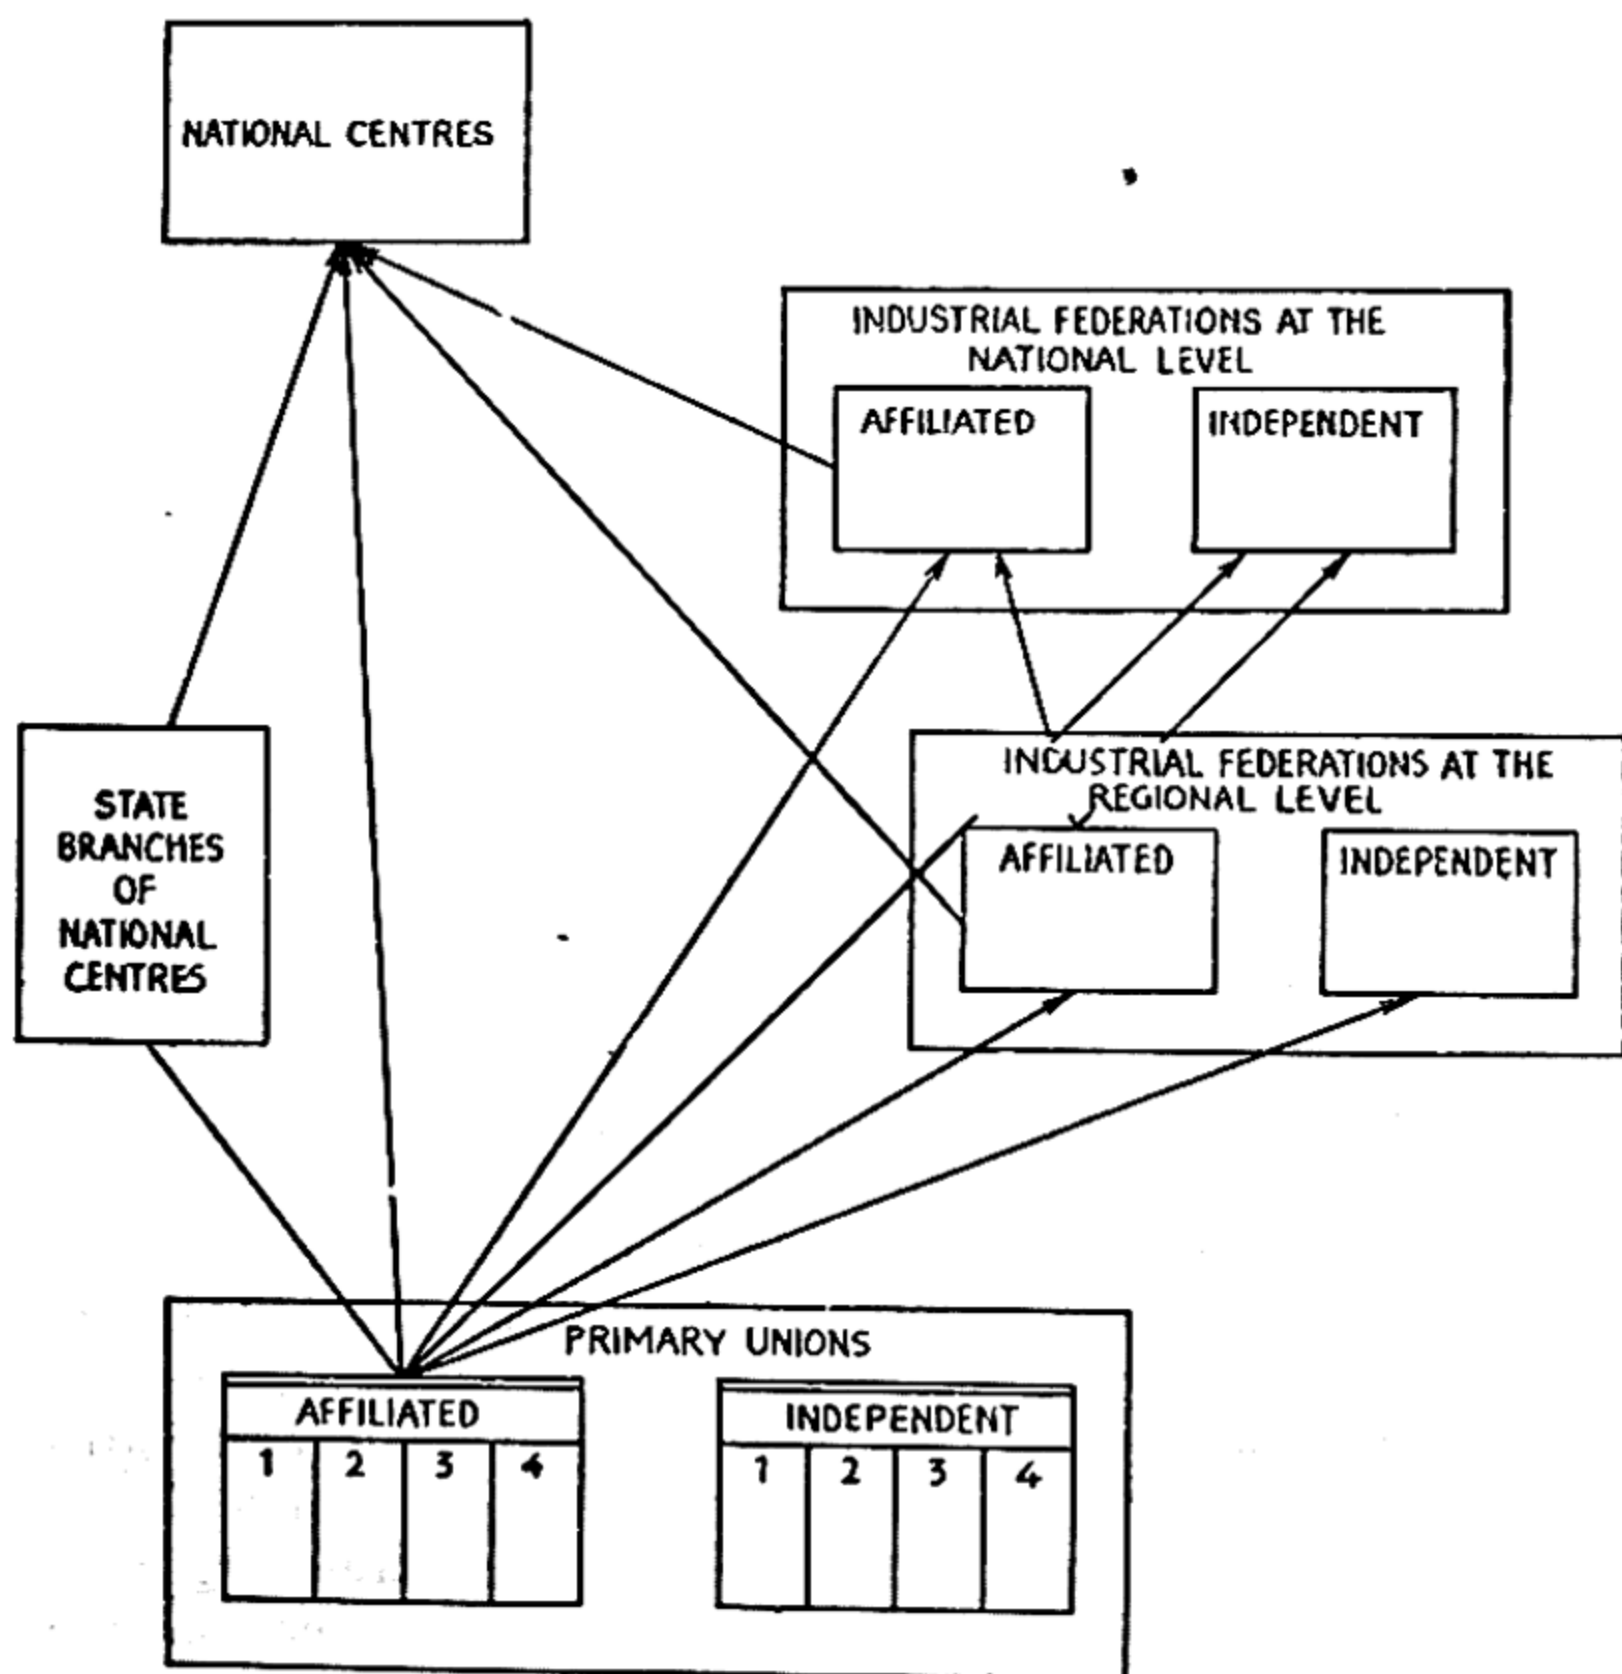 NATIONAL CENTRES
INDUSTRIAL FEDERATIONS AT THE
NATIONAL LEVEL
AFFILIATED
INDEPENDENT
STATE
BRANCHES
OF
NATIONAL
CENTRES
INDUSTRIAL FEDERATIONS AT THE
REGIONAL LEVEL
AFFILIATED
INDEPENDENT
PRIMARY UNIONS
AFFILIATED
1 2 3 4
INDEPENDENT
1 2 3 4